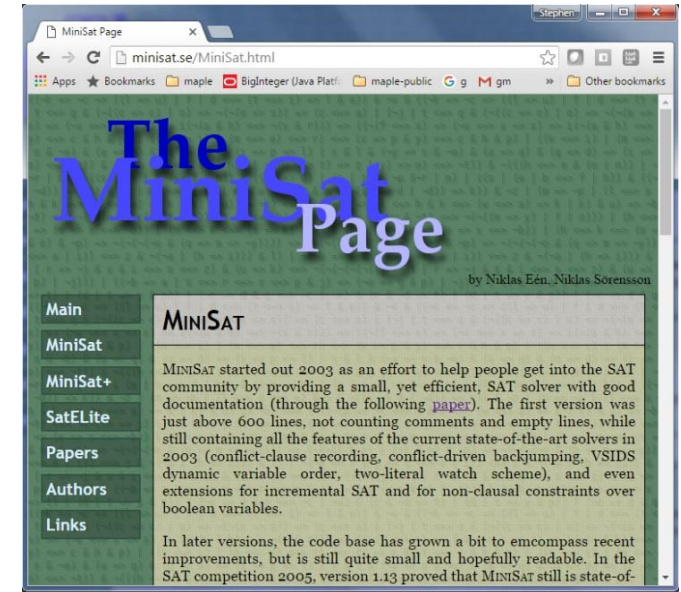 Stephen
MiniSat Page
minisat.se/MiniSat.html
Apps Bookmarks maple BigInteger (Java Platf maple-public G g M gm » Other bookmarks
The
MiniSat
Page
by Niklas Eén, Niklas Sörensson
Main
MiniSat
MiniSat+
SatELite
Papers
Authors
Links
MiniSat
MiniSat started out 2003 as an effort to help people get into the SAT
community by providing a small, yet efficient, SAT solver with good
documentation (through the following paper). The first version was
just above 600 lines, not counting comments and empty lines, while
still containing all the features of the current state-of-the-art solvers in
2003 (conflict-clause recording, conflict-driven backjumping, VSIDS
dynamic variable order, two-literal watch scheme), and even
extensions for incremental SAT and for non-clausal constraints over
boolean variables.
In later versions, the code base has grown a bit to emcompass recent
improvements, but is still quite small and hopefully readable. In the
SAT competition 2005, version 1.13 proved that MiniSat still is state-of-